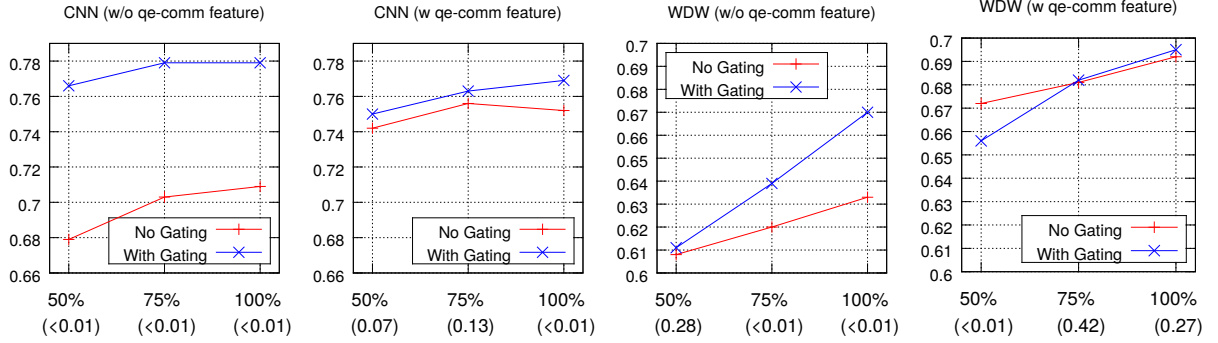 CNN (w/o qe-comm feature)
0.78
0.76
0.74
0.72
0.7
0.68
0.66
No Gating
With Gating
50% 75% 100%
(<0.01) (<0.01) (<0.01)
CNN (w qe-comm feature)
0.78
0.76
0.74
0.72
0.7
0.68
0.66
No Gating
With Gating
50% 75% 100%
(0.07) (0.13) (<0.01)
WDW (w/o qe-comm feature)
0.7
0.69
0.68
0.67
0.66
0.65
0.64
0.63
0.62
0.61
0.6
No Gating
With Gating
50% 75% 100%
(0.28) (<0.01) (<0.01)
WDW (w qe-comm feature)
0.7
0.69
0.68
0.67
0.66
0.65
0.64
0.63
0.62
0.61
0.6
No Gating
With Gating
50% 75% 100%
(<0.01) (0.42) (0.27)